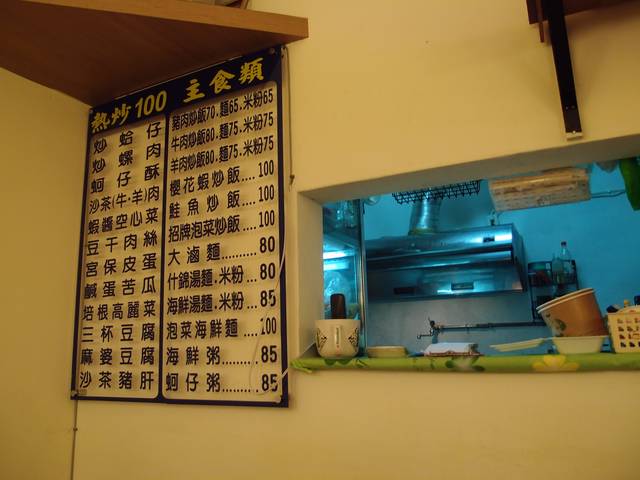 熱炒100
炒蛤仔
炒螺肉
蚵仔酥
沙茶(牛.羊)肉
蝦醬空心菜
豆干肉絲
宮保皮蛋
鹹蛋苦瓜
培根高麗菜
三杯豆腐
麻婆豆腐
沙茶豬肝
主食類
豬肉炒飯70.麵65.米粉65
牛肉炒飯80.麵75.米粉75
羊肉炒飯80.麵75.米粉75
櫻花蝦炒飯....100
鮭魚炒飯....100
招牌泡菜炒飯....100
大滷麵.........80
什錦湯麵.米粉...80
海鮮湯麵.米粉...85
泡菜海鮮麵....100
海鮮粥.........85
蚵仔粥.........85